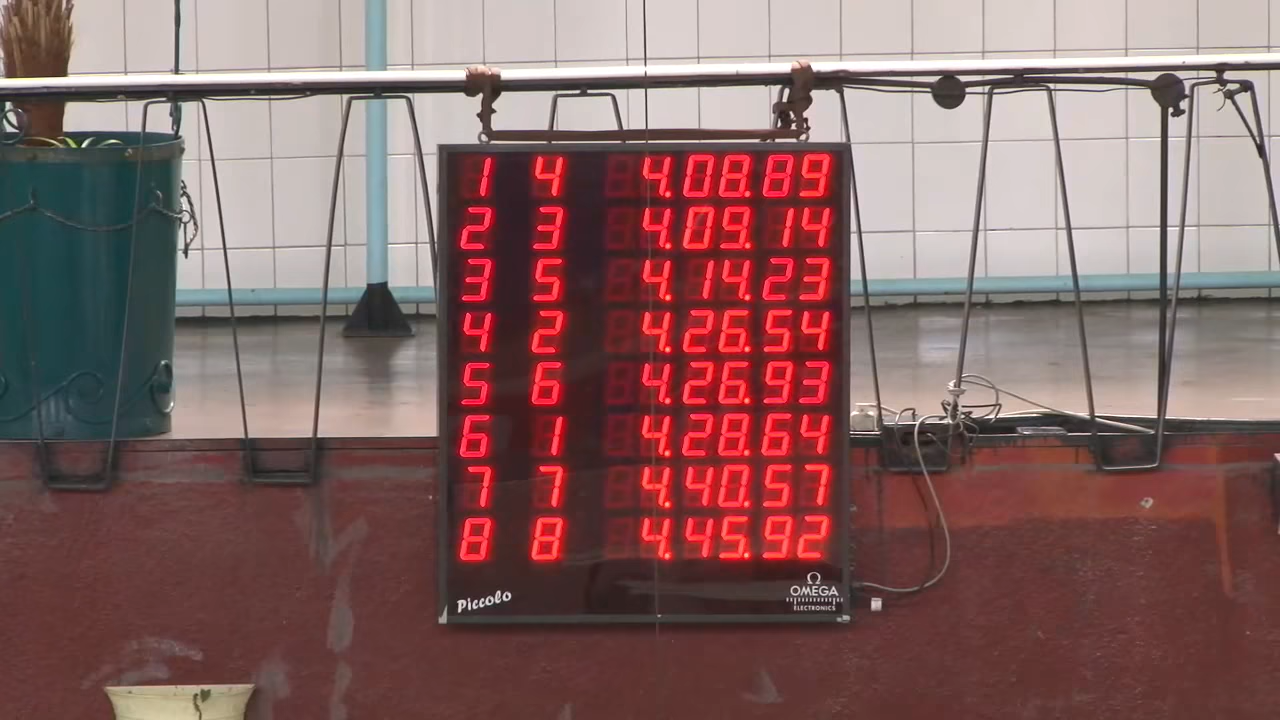 1 4 4.08.89
2 3 4.09.14
3 5 4.14.23
4 2 4.26.54
5 6 4.26.93
6 1 4.28.64
7 7 4.40.57
8 8 4.45.92
Piccolo
Ω
OMEGA
ELECTRONICS